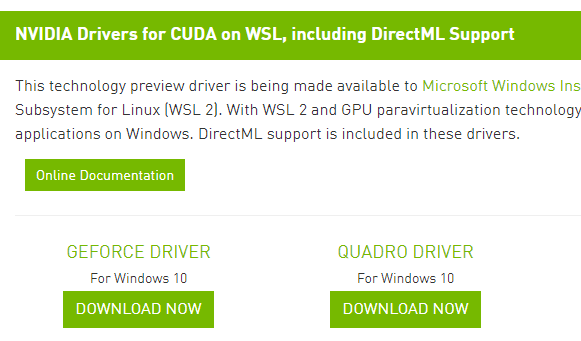 NVIDIA Drivers for CUDA on WSL, including DirectML Support
This technology preview driver is being made available to Microsoft Windows Ins
Subsystem for Linux (WSL 2). With WSL 2 and GPU paravirtualization technology
applications on Windows. DirectML support is included in these drivers.
Online Documentation
GEFORCE DRIVER QUADRO DRIVER
For Windows 10 For Windows 10
DOWNLOAD NOW DOWNLOAD NOW